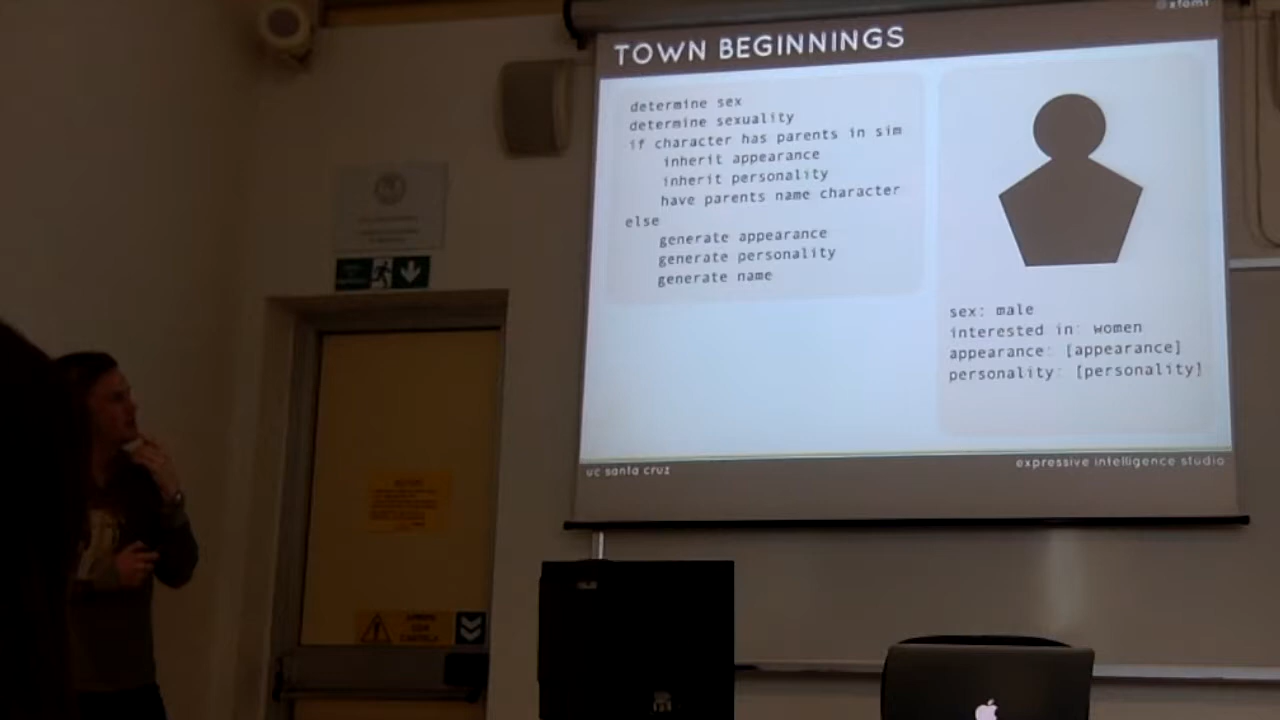 TOWN BEGINNINGS
determine sex
determine sexuality
if character has parents in sim
inherit appearance
inherit personality
have parents name character
else
generate appearance
generate personality
generate name
sex: male
interested in: women
appearance: [appearance]
personality: [personality]
uc santa cruz
expressive intelligence studio